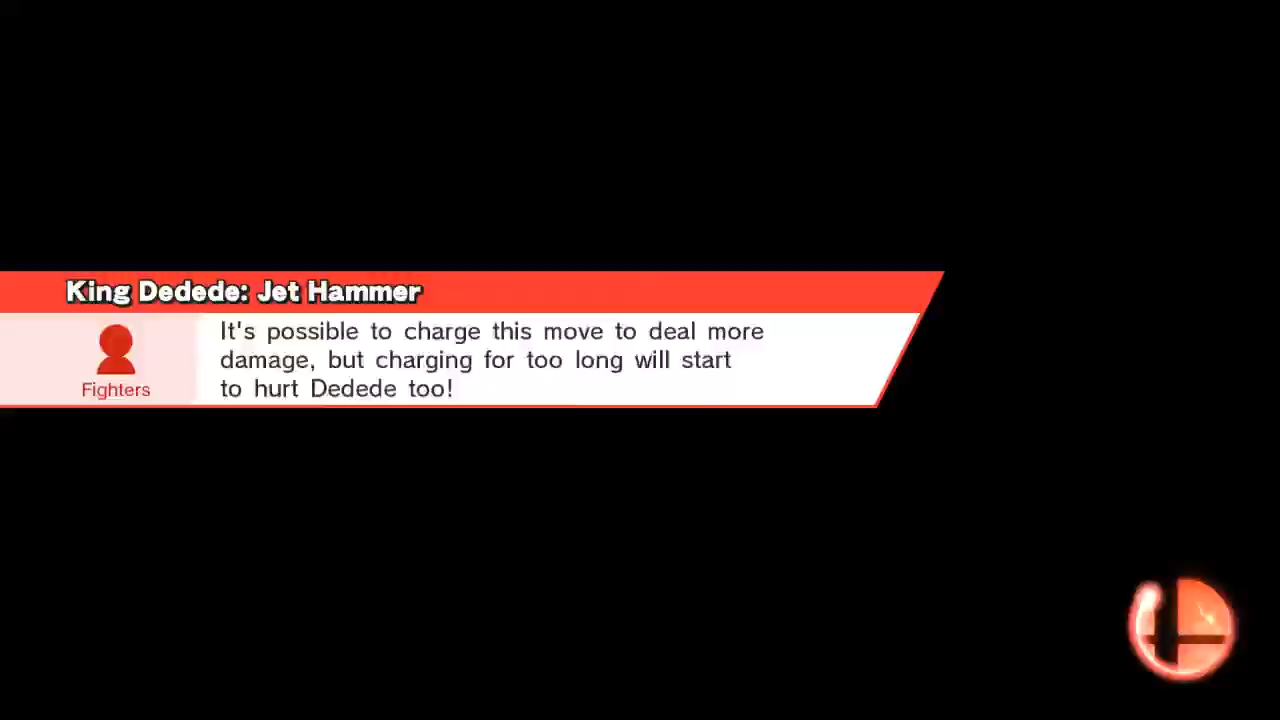 King Dedede: Jet Hammer
Fighters
It's possible to charge this move to deal more
damage, but charging for too long will start
to hurt Dedede too!